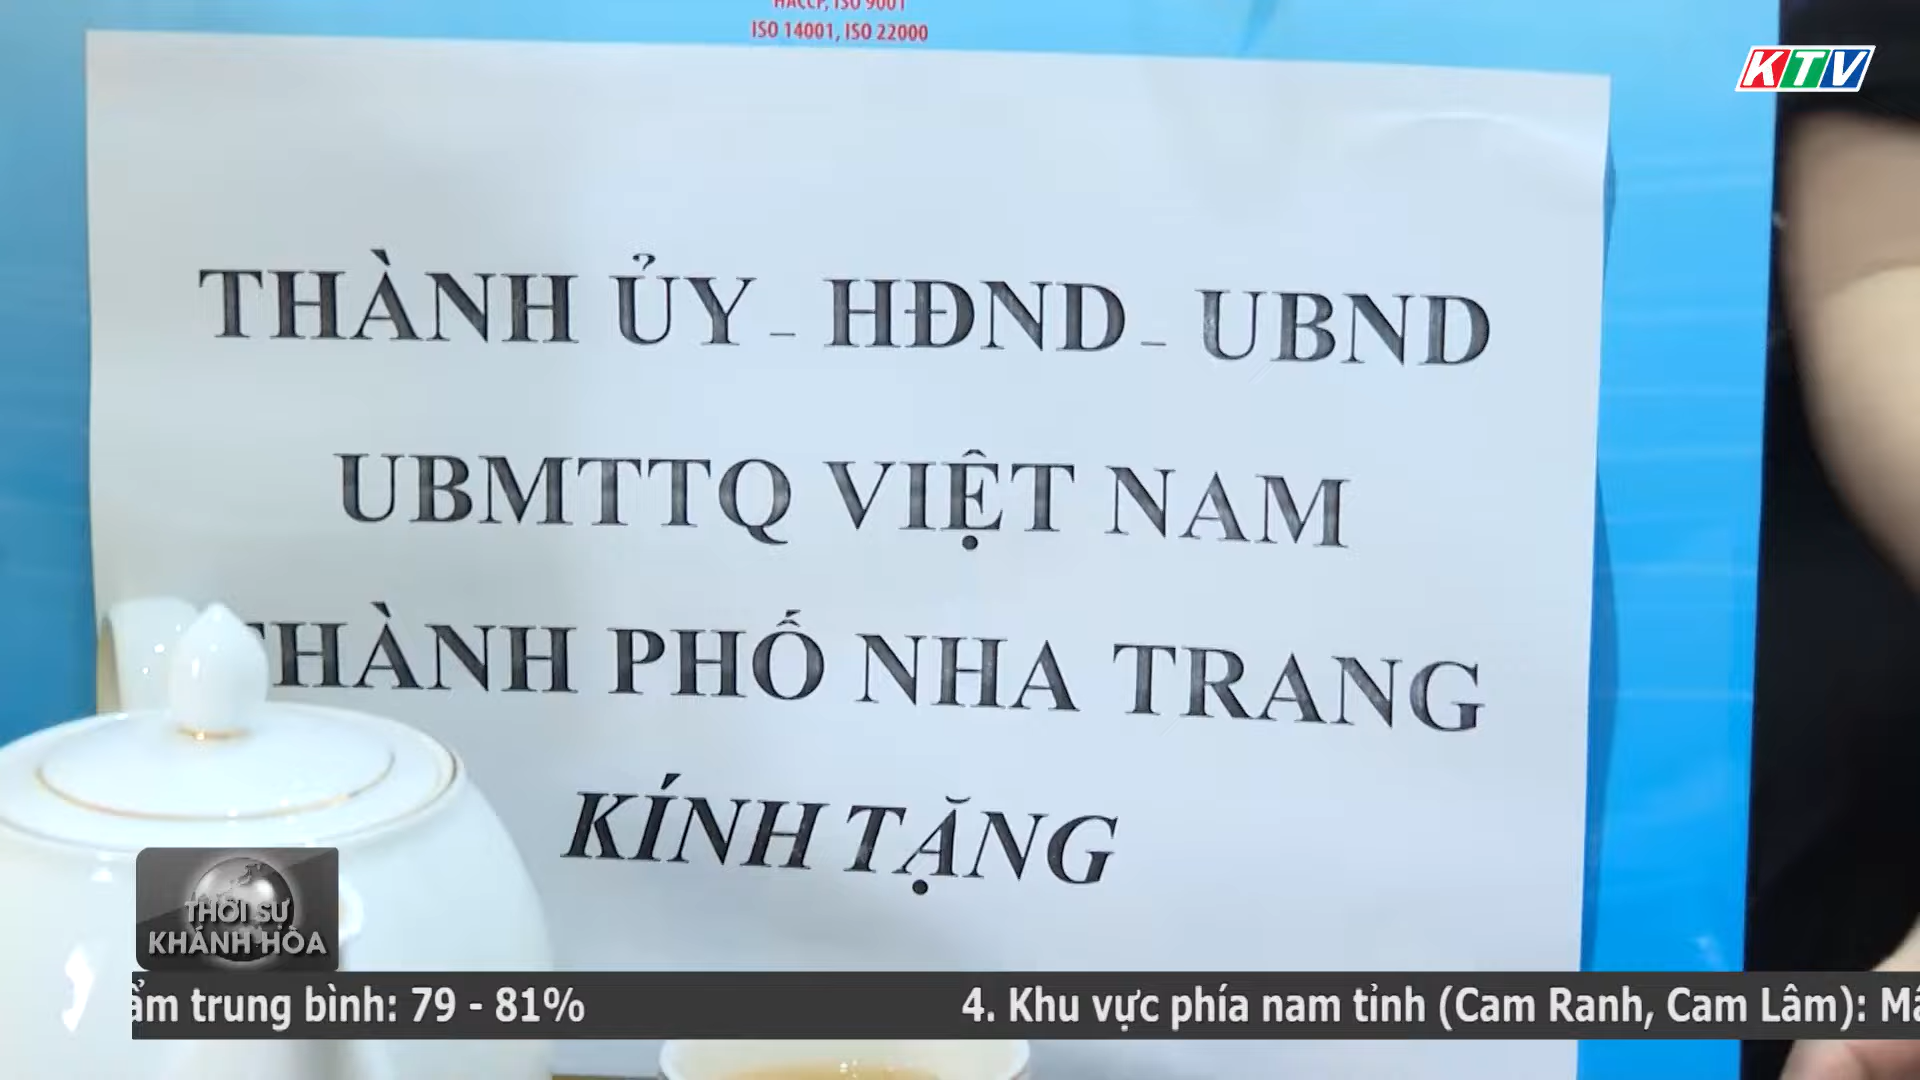 HACCP, ISO 9001
ISO 14001, ISO 22000
KTV
THÀNH ỦY - HĐND - UBND
UBMTTQ VIỆT NAM
THÀNH PHỐ NHA TRANG
KÍNH TẶNG
THỜI SỰ
KHÁNH HÒA
trung bình: 79 - 81% 4. Khu vực phía nam tỉnh (Cam Ranh, Cam Lâm):